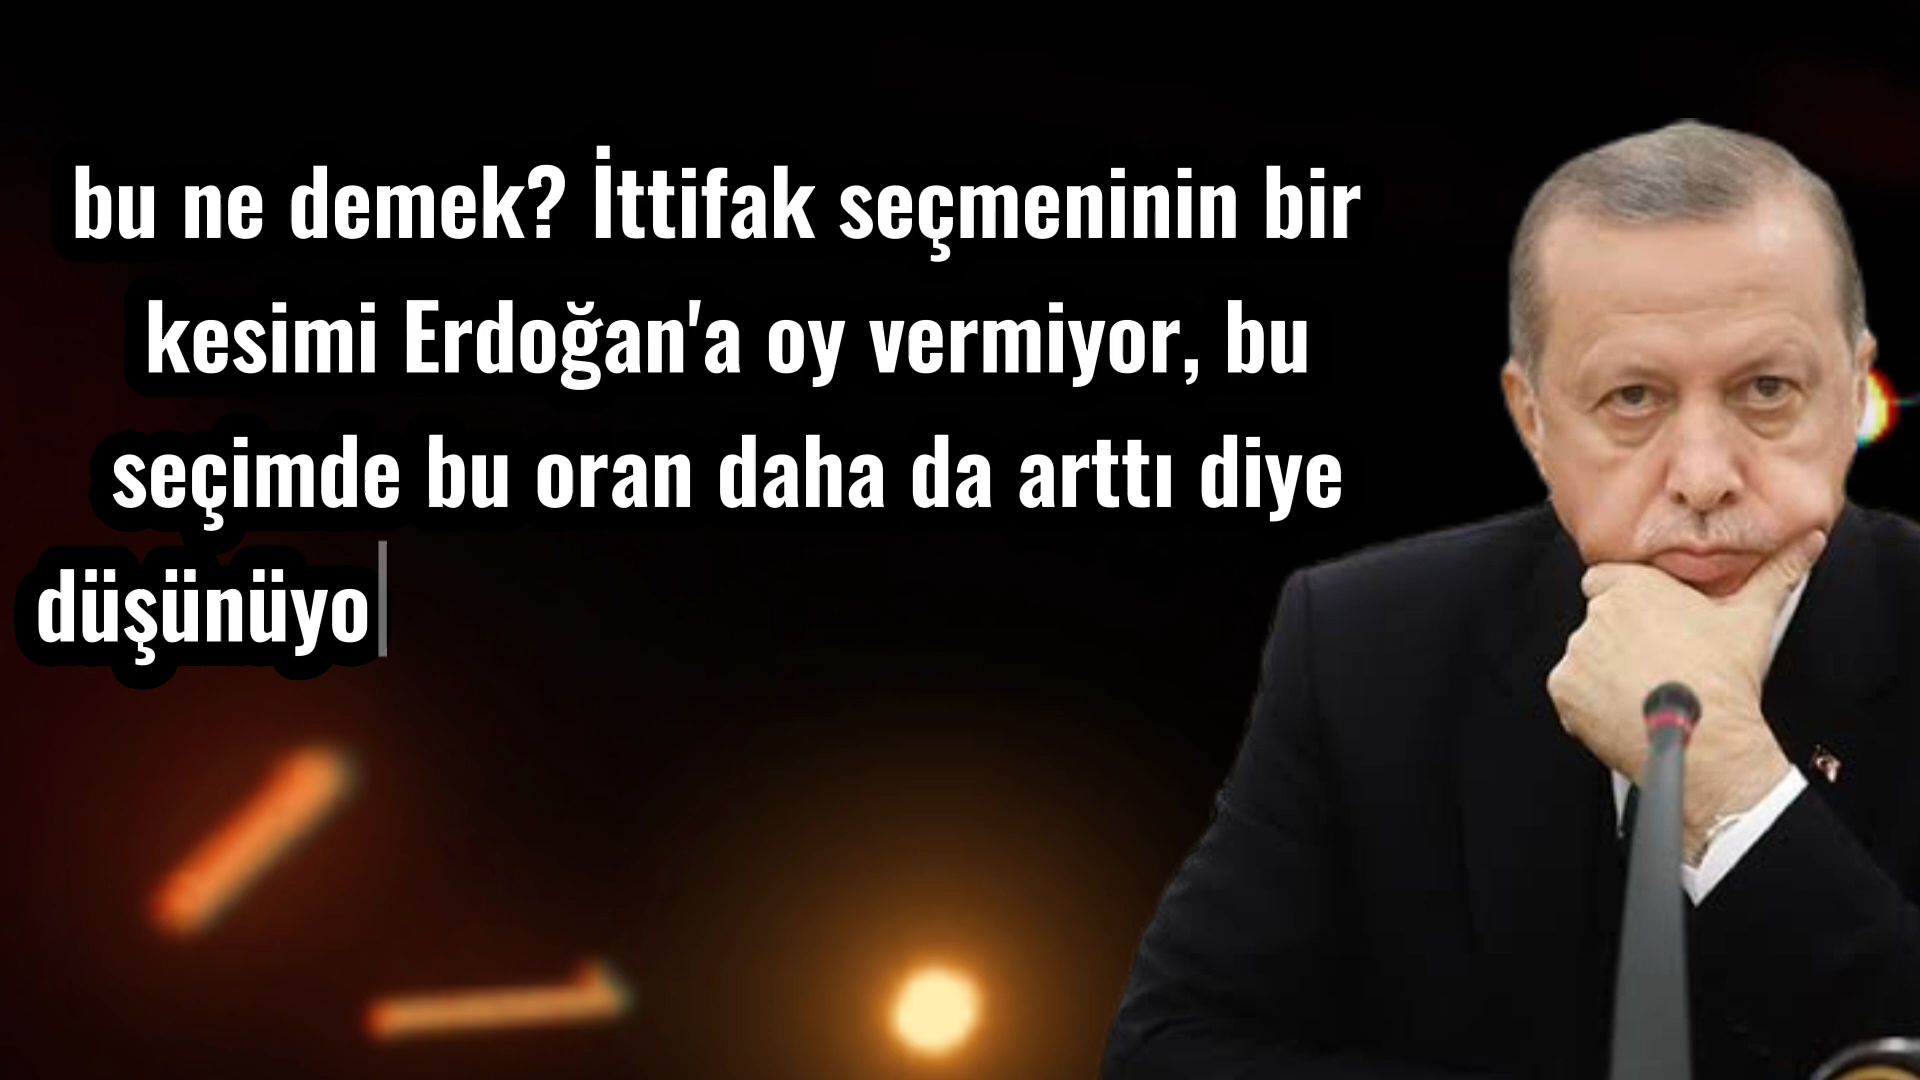 bu ne demek? İttifak seçmeninin bir
kesimi Erdoğan'a oy vermiyor, bu
seçimde bu oran daha da arttı diye
düşünüyo